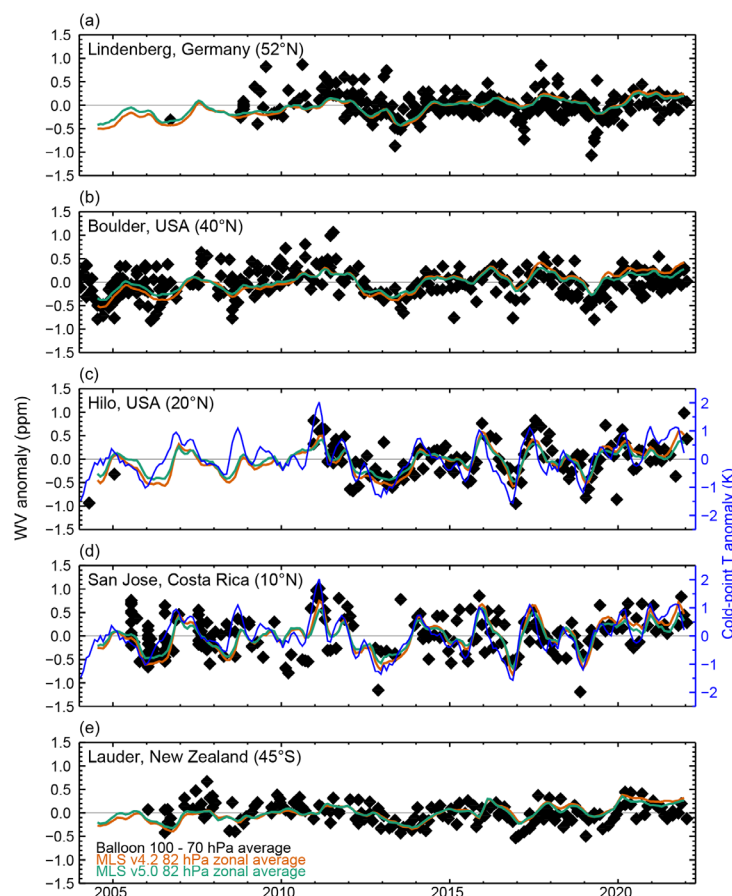 (a)
Lindenberg, Germany (52°N)
1.5
1.0
0.5
0.0
−0.5
−1.0
−1.5
(b)
Boulder, USA (40°N)
1.5
1.0
0.5
0.0
−0.5
−1.0
−1.5
(c)
Hilo, USA (20°N)
1.5
1.0
0.5
0.0
−0.5
−1.0
−1.5
2
1
0
−1
−2
WV anomaly (ppm)
Cold-point T anomaly (K)
(d)
San Jose, Costa Rica (10°N)
1.5
1.0
0.5
0.0
−0.5
−1.0
−1.5
2
1
0
−1
−2
(e)
Lauder, New Zealand (45°S)
1.5
1.0
0.5
0.0
−0.5
−1.0
−1.5
Balloon 100 - 70 hPa average
MLS v4.2 82 hPa zonal average
MLS v5.0 82 hPa zonal average
2005 2010 2015 2020